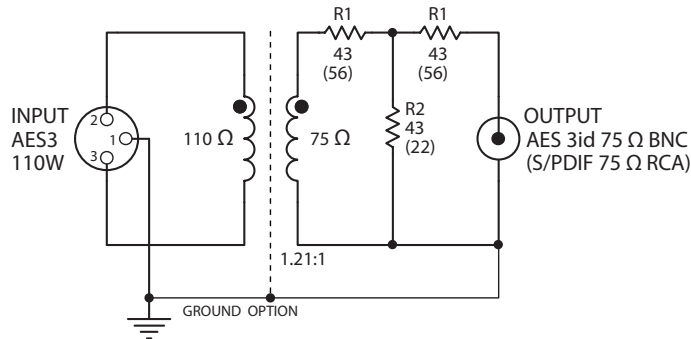 R1
43
(56)
R1
43
(56)
INPUT
AES3
110W
2
1
3
110 Ω
75 Ω
R2
43
(22)
OUTPUT
AES 3id 75 Ω BNC
(S/PDIF 75 Ω RCA)
1.21:1
GROUND OPTION